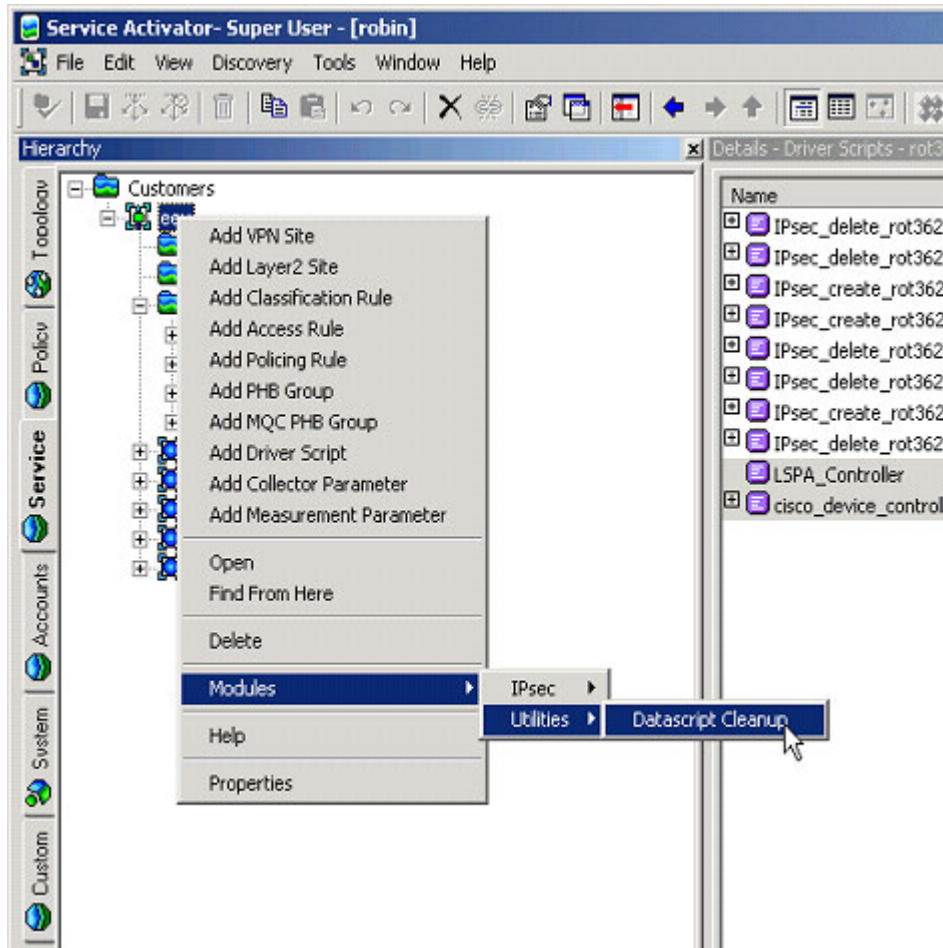 Service Activator- Super User - [robin]
File Edit View Discovery Tools Window Help
Hierarchy
Details - Driver Scripts - rot3
Topology
Policy
Service
Accounts
System
Custom
Customers
Add VPN Site
Add Layer2 Site
Add Classification Rule
Add Access Rule
Add Policing Rule
Add PHB Group
Add MQC PHB Group
Add Driver Script
Add Collector Parameter
Add Measurement Parameter
Open
Find From Here
Delete
Modules
Help
Properties
IPsec
Utilities
Datascript Cleanup
Name
IPsec_delete_rot362
IPsec_delete_rot362
IPsec_create_rot362
IPsec_create_rot362
IPsec_delete_rot362
IPsec_delete_rot362
IPsec_create_rot362
IPsec_delete_rot362
LSPA_Controller
cisco_device_control